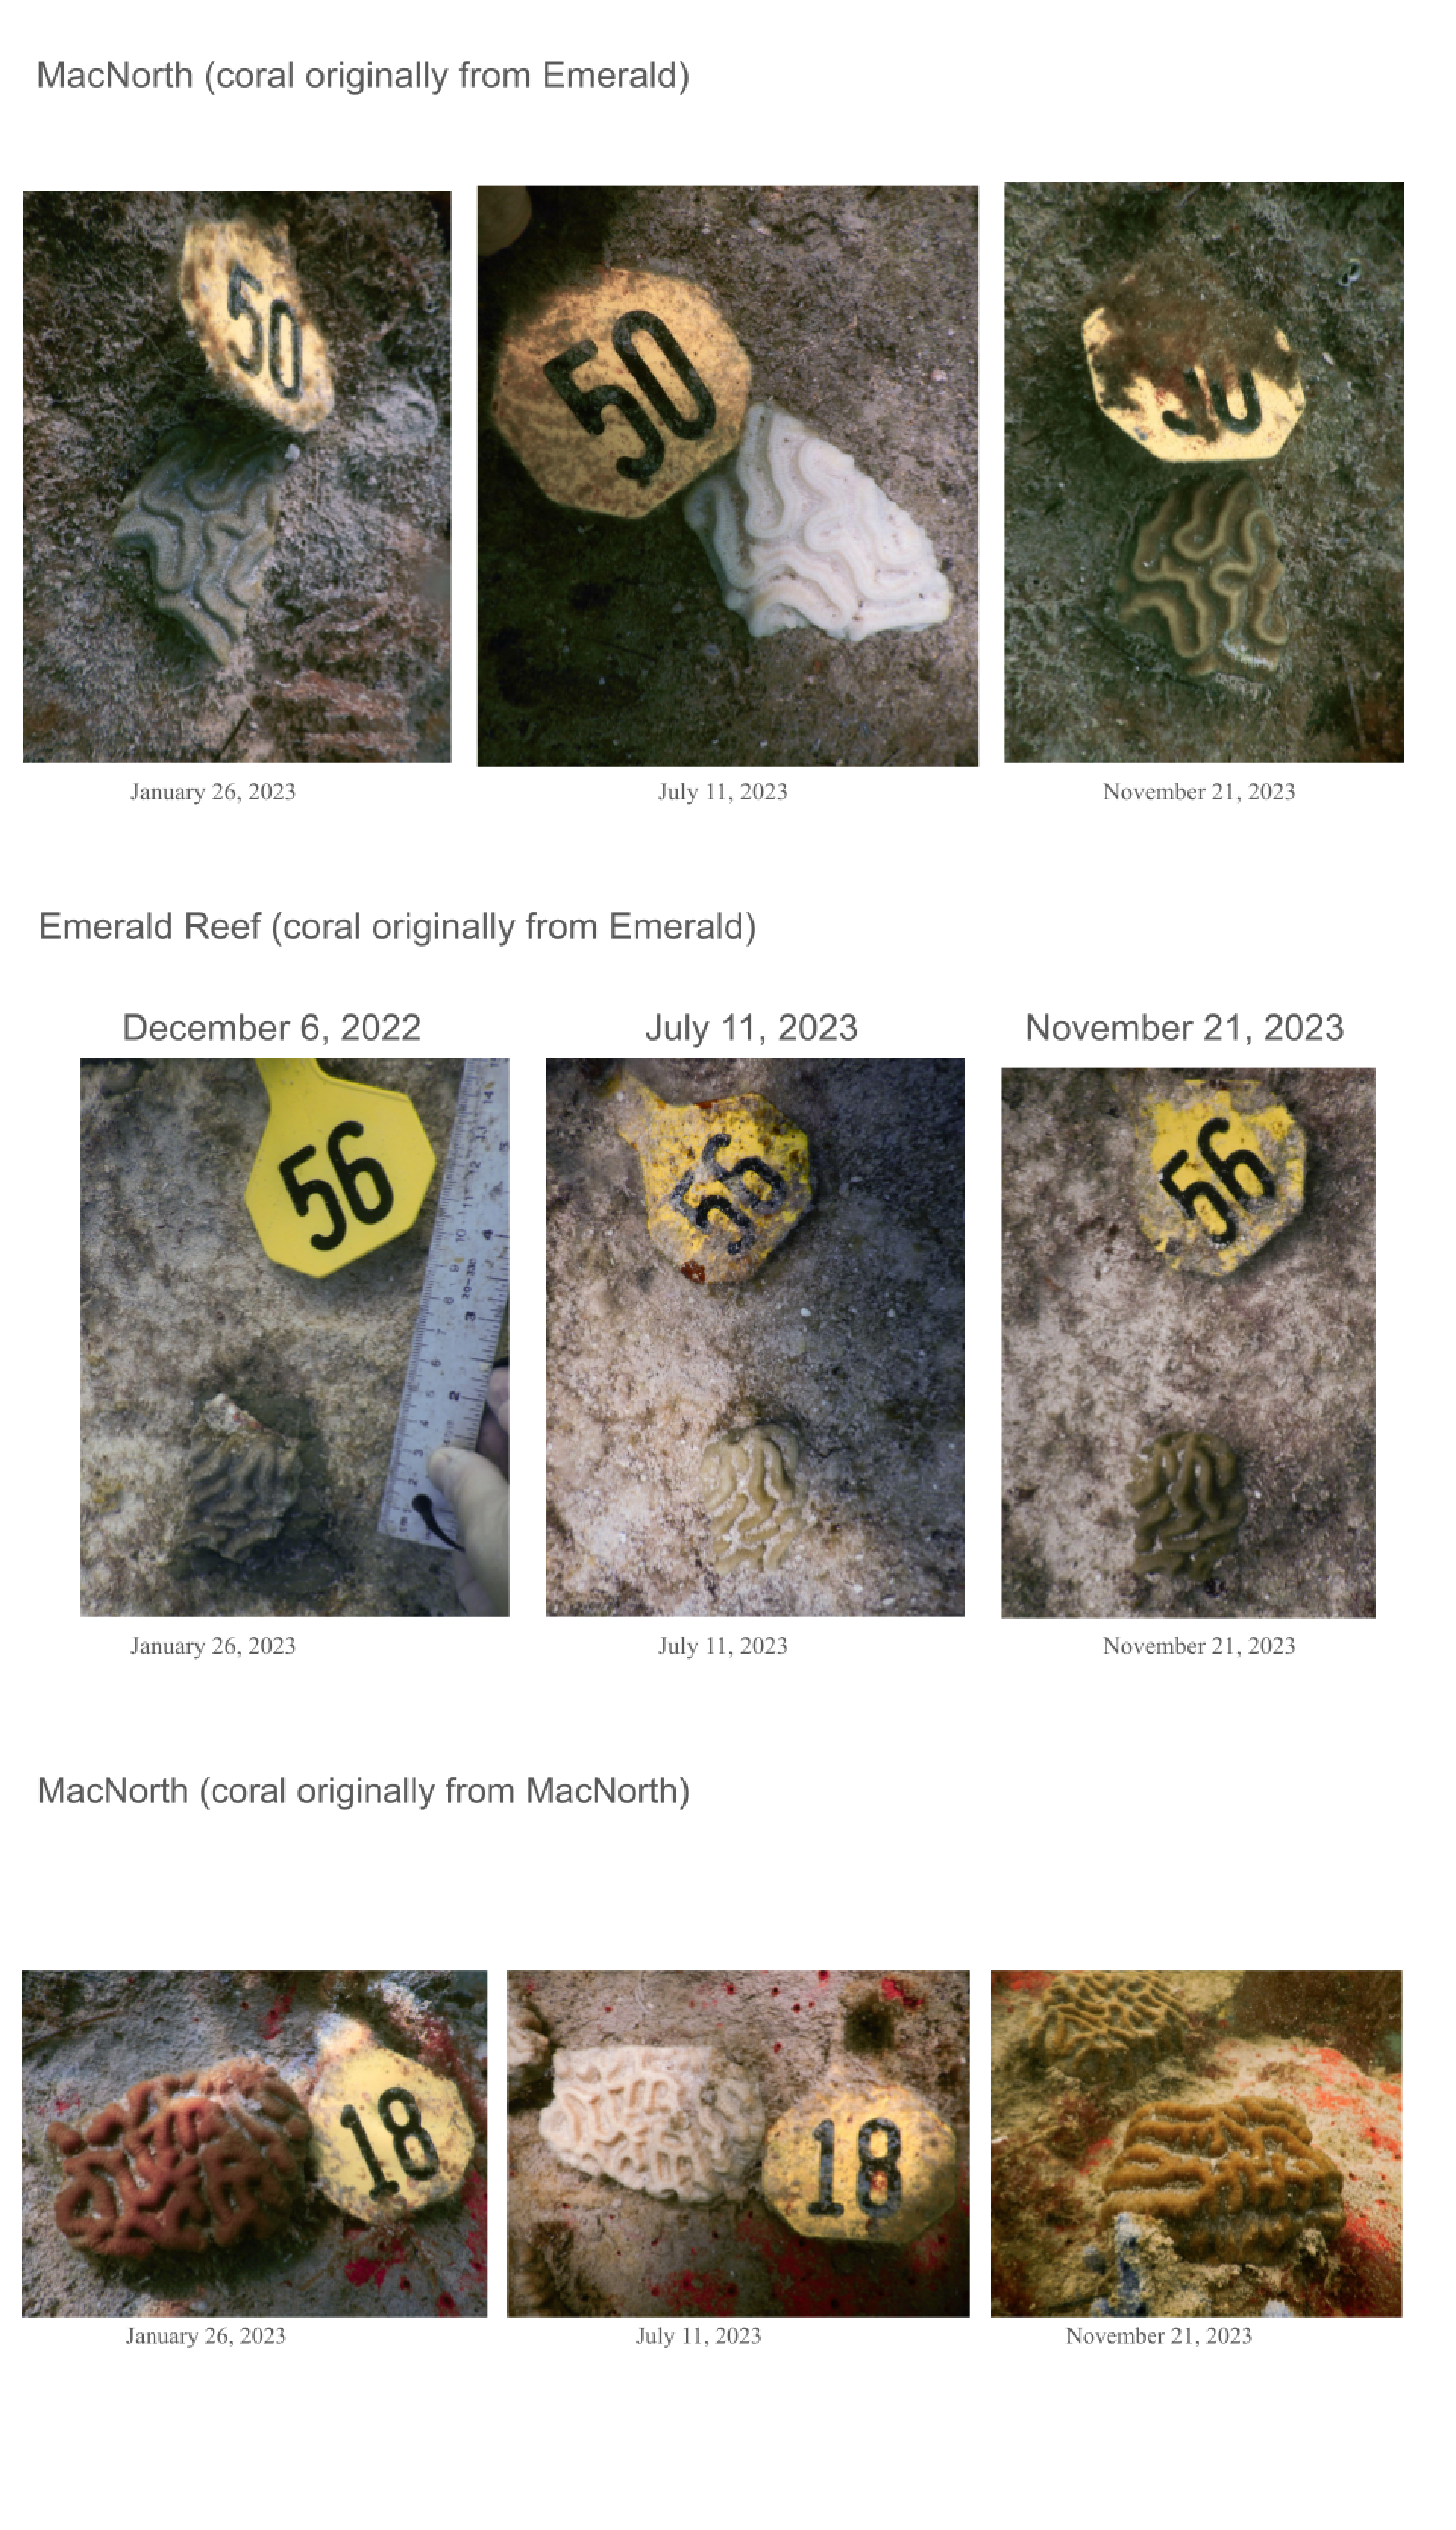 MacNorth (coral originally from Emerald)
50
50
January 26, 2023
July 11, 2023
November 21, 2023
Emerald Reef (coral originally from Emerald)
December 6, 2022
July 11, 2023
November 21, 2023
56
56
56
January 26, 2023
July 11, 2023
November 21, 2023
MacNorth (coral originally from MacNorth)
18
18
January 26, 2023
July 11, 2023
November 21, 2023